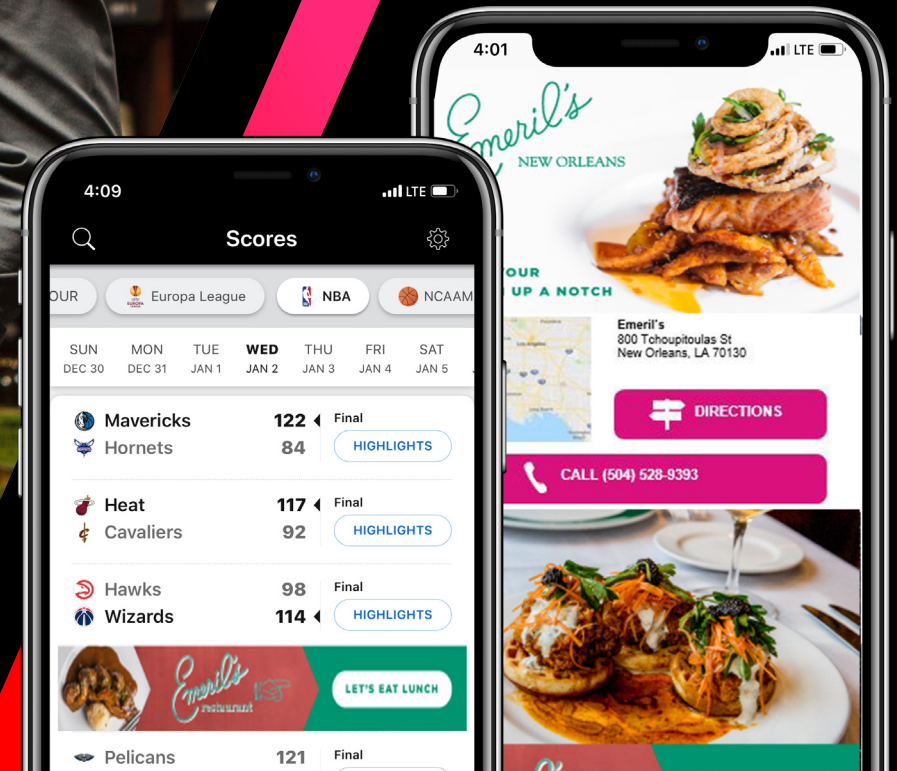 4:09
LTE
Scores
OUR
Europa League
NBA
NCAAM
SUN MON TUE WED THU FRI SAT
DEC 30 DEC 31 JAN 1 JAN 2 JAN 3 JAN 4 JAN 5
Mavericks 122 Final
Hornets 84 HIGHLIGHTS
Heat 117 Final
Cavaliers 92 HIGHLIGHTS
Hawks 98 Final
Wizards 114 HIGHLIGHTS
Emeril's
restaurant
LET'S EAT LUNCH
Pelicans 121 Final
4:01
LTE
Emeril's
NEW ORLEANS
OUR
UP A NOTCH
Emeril's
800 Tchoupitoulas St
New Orleans, LA 70130
DIRECTIONS
CALL (504) 528-9393